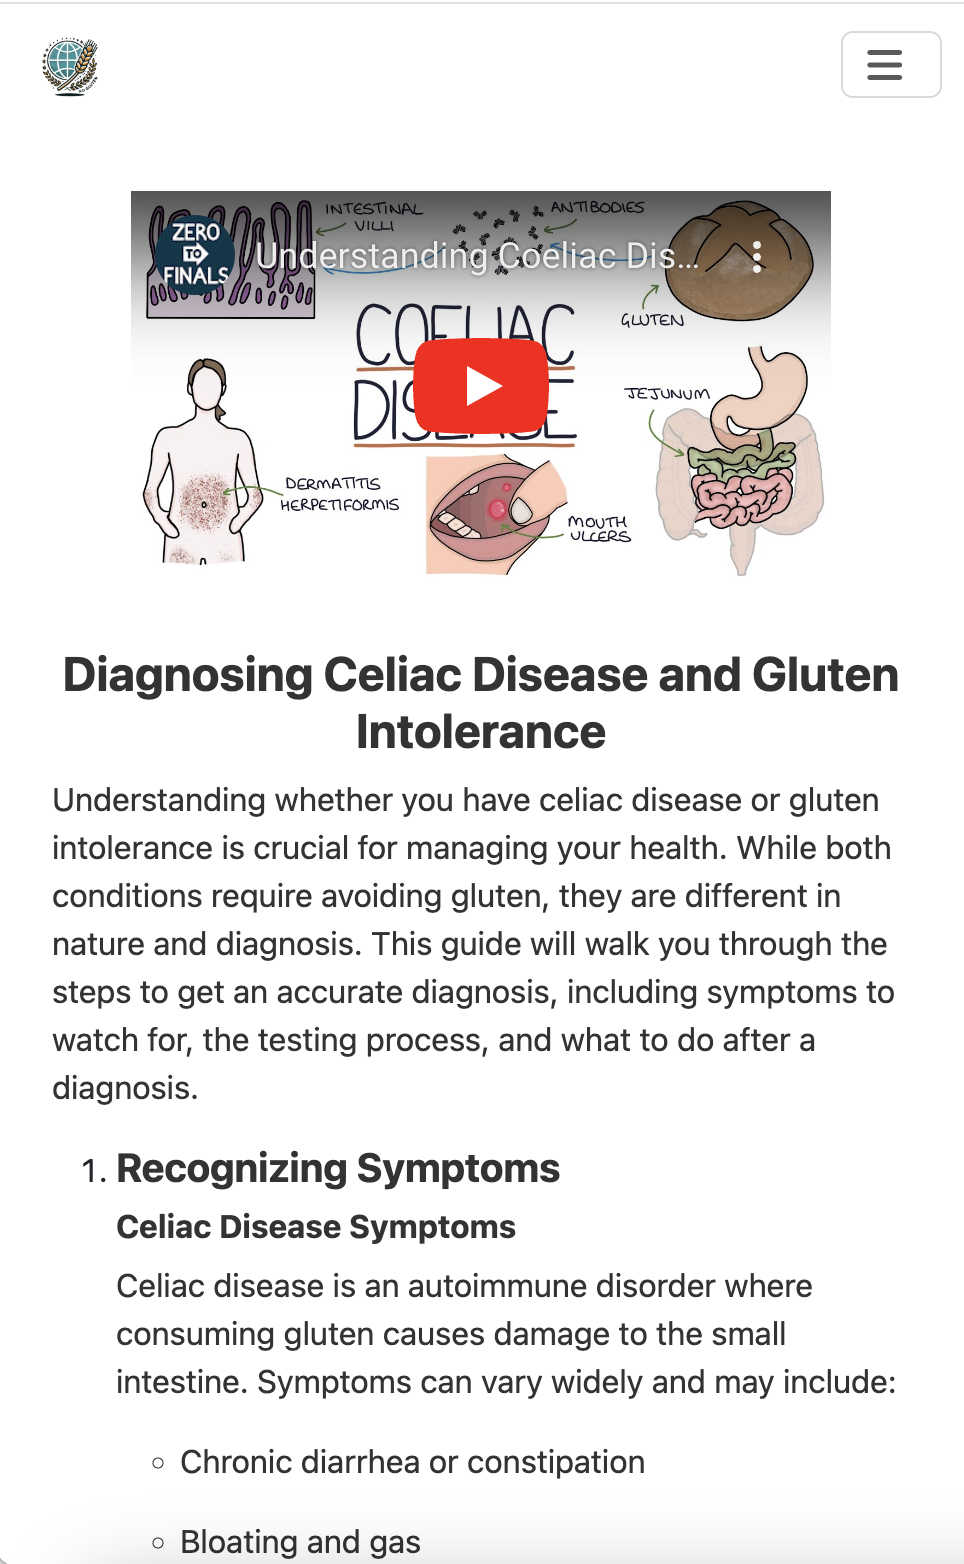 INTESTINAL
VILLI
ANTIBODIES
ZERO
TO
FINALS
Understanding Coeliac Dis...
GLUTEN
COELIAC
DISEASE
JEJUNUM
DERMATITIS
HERPETIFORMIS
MOUTH
ULCERS
Diagnosing Celiac Disease and Gluten
Intolerance
Understanding whether you have celiac disease or gluten
intolerance is crucial for managing your health. While both
conditions require avoiding gluten, they are different in
nature and diagnosis. This guide will walk you through the
steps to get an accurate diagnosis, including symptoms to
watch for, the testing process, and what to do after a
diagnosis.
1. Recognizing Symptoms
Celiac Disease Symptoms
Celiac disease is an autoimmune disorder where
consuming gluten causes damage to the small
intestine. Symptoms can vary widely and may include:
◦ Chronic diarrhea or constipation
◦ Bloating and gas